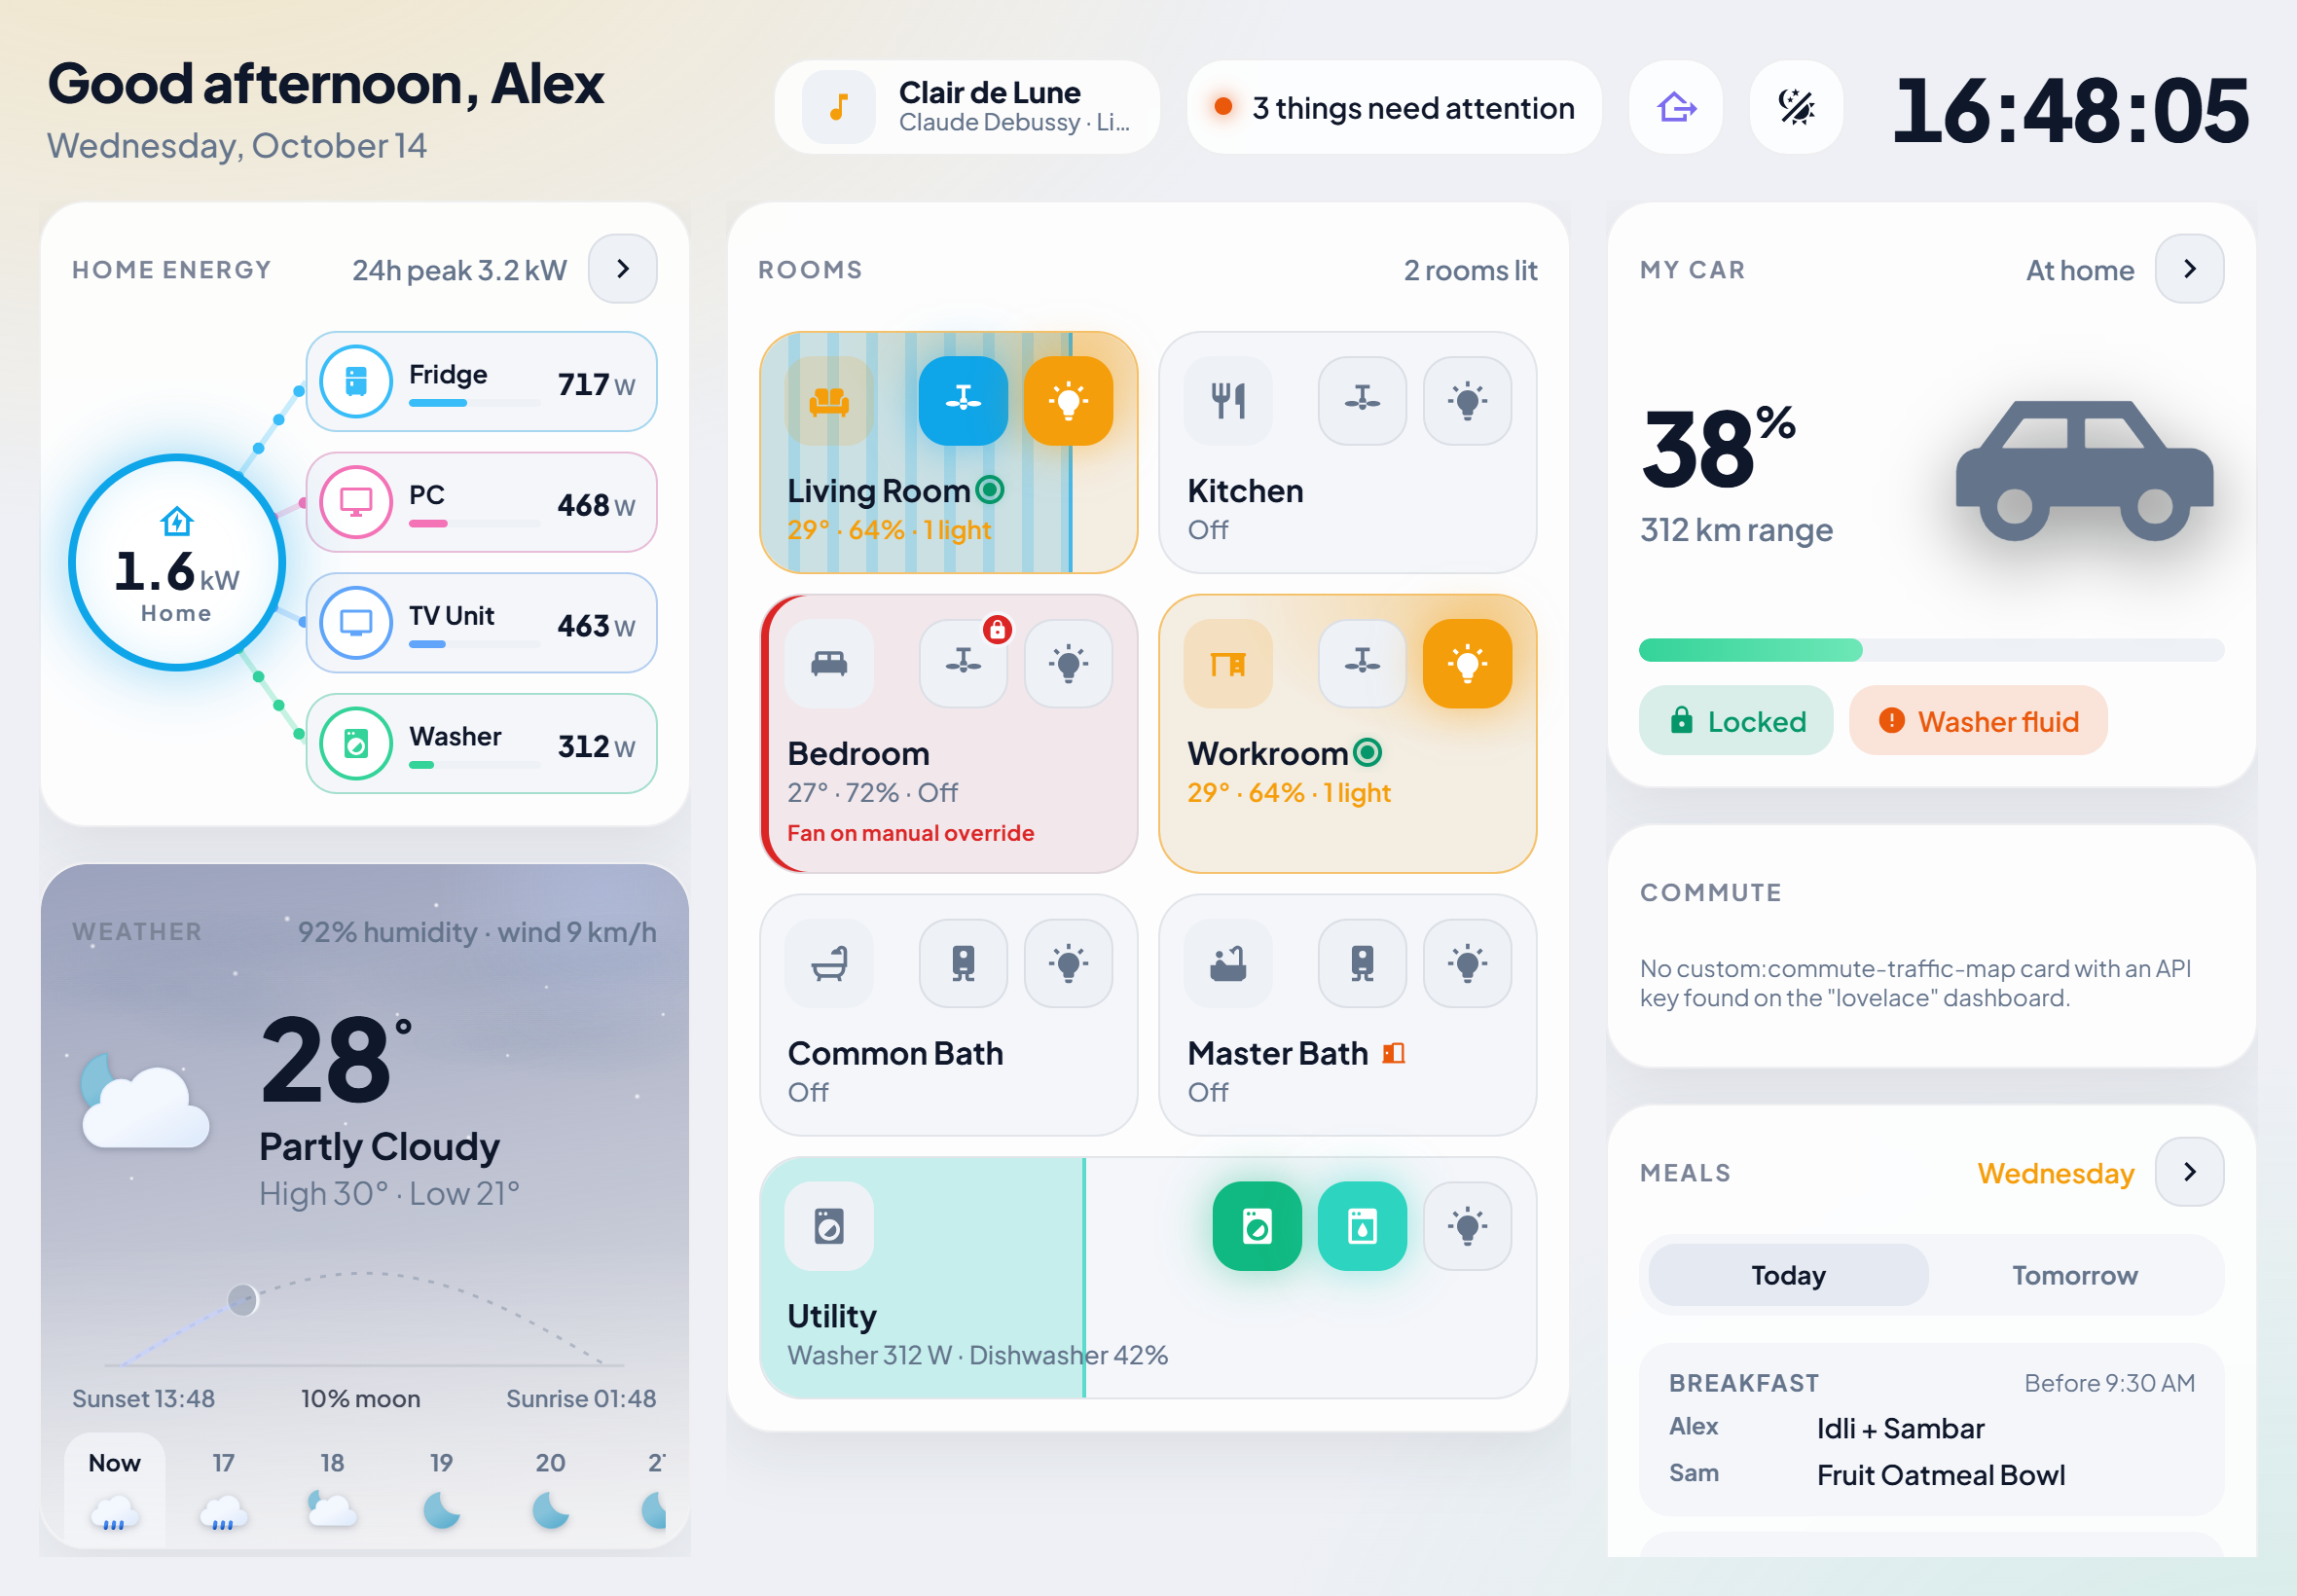 Good afternoon, Alex
Wednesday, October 14
Clair de Lune
Claude Debussy · Li...
3 things need attention
16:48:05
HOME ENERGY
24h peak 3.2 kW
Fridge
717 W
PC
468 W
1.6 kW
Home
TV Unit
463 W
Washer
312 W
WEATHER
92% humidity · wind 9 km/h
28°
Partly Cloudy
High 30° · Low 21°
Sunset 13:48
10% moon
Sunrise 01:48
Now
17
18
19
20
ROOMS
2 rooms lit
Living Room
29° · 64% · 1 light
Kitchen
Off
Bedroom
27° · 72% · Off
Fan on manual override
Workroom
29° · 64% · 1 light
Common Bath
Off
Master Bath
Off
Utility
Washer 312 W · Dishwasher 42%
MY CAR
At home
38%
312 km range
Locked
Washer fluid
COMMUTE
No custom:commute-traffic-map card with an API
key found on the "lovelace" dashboard.
MEALS
Wednesday
Today
Tomorrow
BREAKFAST
Before 9:30 AM
Alex
Idli + Sambar
Sam
Fruit Oatmeal Bowl